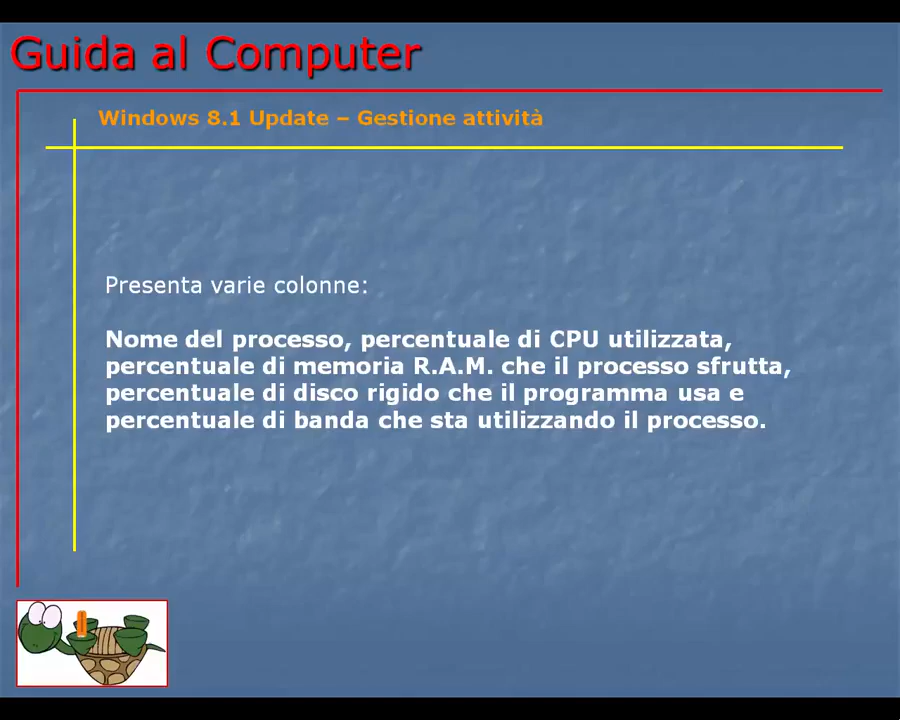 Guida al Computer
Windows 8.1 Update – Gestione attività
Presenta varie colonne:
Nome del processo, percentuale di CPU utilizzata,
percentuale di memoria R.A.M. che il processo sfrutta,
percentuale di disco rigido che il programma usa e
percentuale di banda che sta utilizzando il processo.